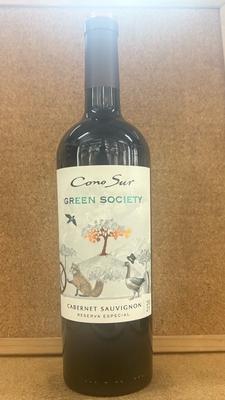 Cono Sur
GREEN SOCIETY
CABERNET SAUVIGNON
RESERVA ESPECIAL